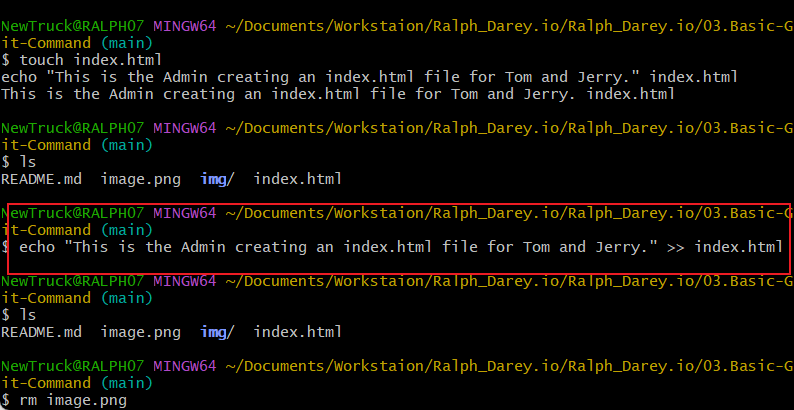 NewTruck@RALPH07 MINGW64 ~/Documents/Workstaion/Ralph_Darey.io/Ralph_Darey.io/03.Basic-G
it-Command (main)
$ touch index.html
echo "This is the Admin creating an index.html file for Tom and Jerry." index.html
This is the Admin creating an index.html file for Tom and Jerry. index.html
NewTruck@RALPH07 MINGW64 ~/Documents/Workstaion/Ralph_Darey.io/Ralph_Darey.io/03.Basic-G
it-Command (main)
$ ls
README.md  image.png  img/  index.html
NewTruck@RALPH07 MINGW64 ~/Documents/Workstaion/Ralph_Darey.io/Ralph_Darey.io/03.Basic-G
it-Command (main)
$ echo "This is the Admin creating an index.html file for Tom and Jerry." >> index.html
NewTruck@RALPH07 MINGW64 ~/Documents/Workstaion/Ralph_Darey.io/Ralph_Darey.io/03.Basic-G
it-Command (main)
$ ls
README.md  image.png  img/  index.html
NewTruck@RALPH07 MINGW64 ~/Documents/Workstaion/Ralph_Darey.io/Ralph_Darey.io/03.Basic-G
it-Command (main)
$ rm image.png